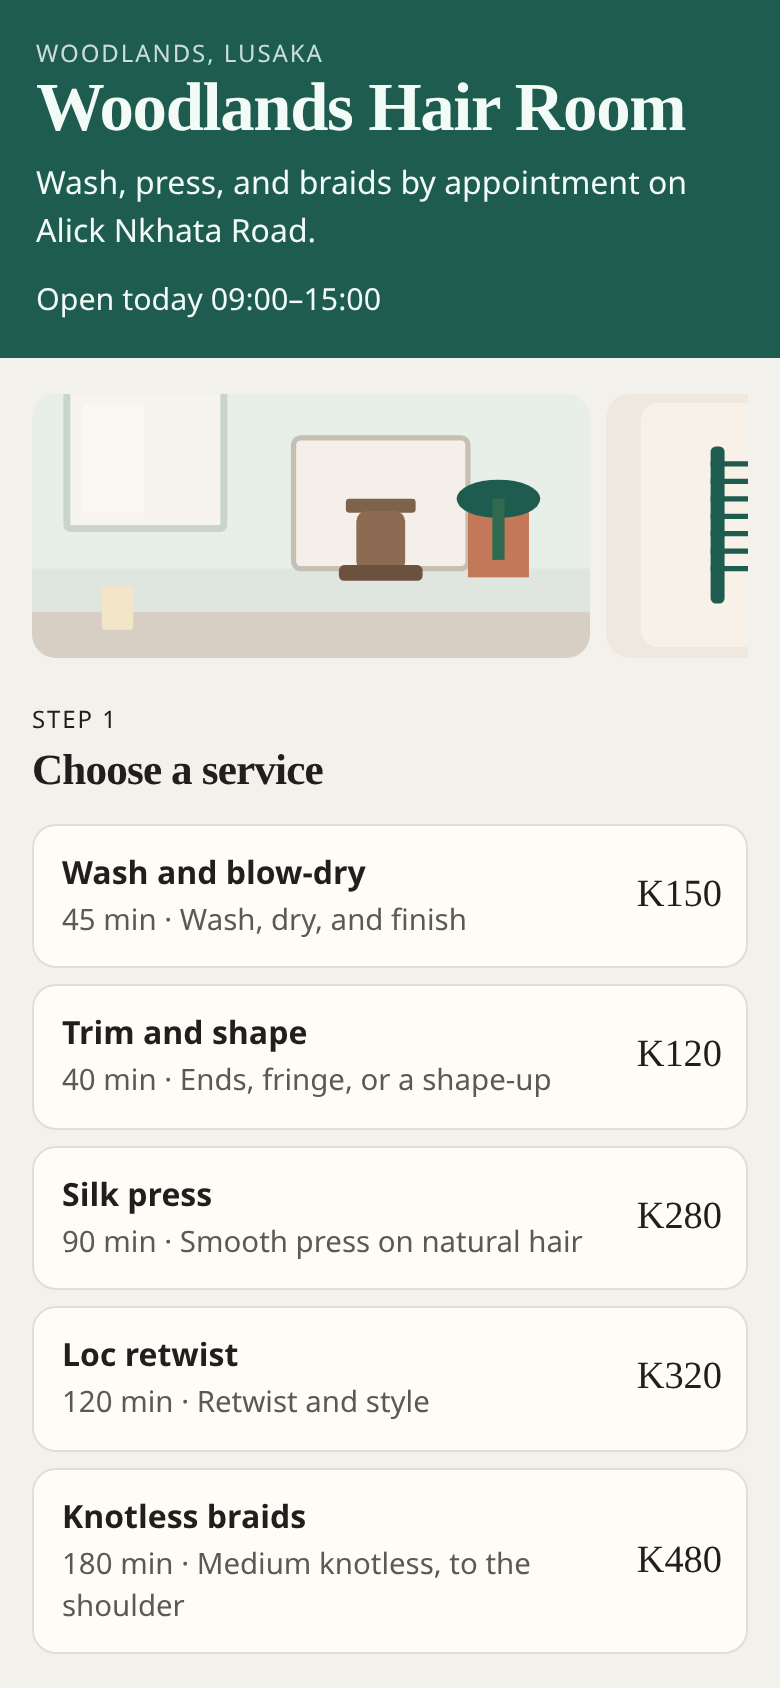 WOODLANDS, LUSAKA
Woodlands Hair Room
Wash, press, and braids by appointment on
Alick Nkhata Road.
Open today 09:00–15:00
STEP 1
Choose a service
Wash and blow-dry
45 min · Wash, dry, and finish
K150
Trim and shape
40 min · Ends, fringe, or a shape-up
K120
Silk press
90 min · Smooth press on natural hair
K280
Loc retwist
120 min · Retwist and style
K320
Knotless braids
180 min · Medium knotless, to the
shoulder
K480